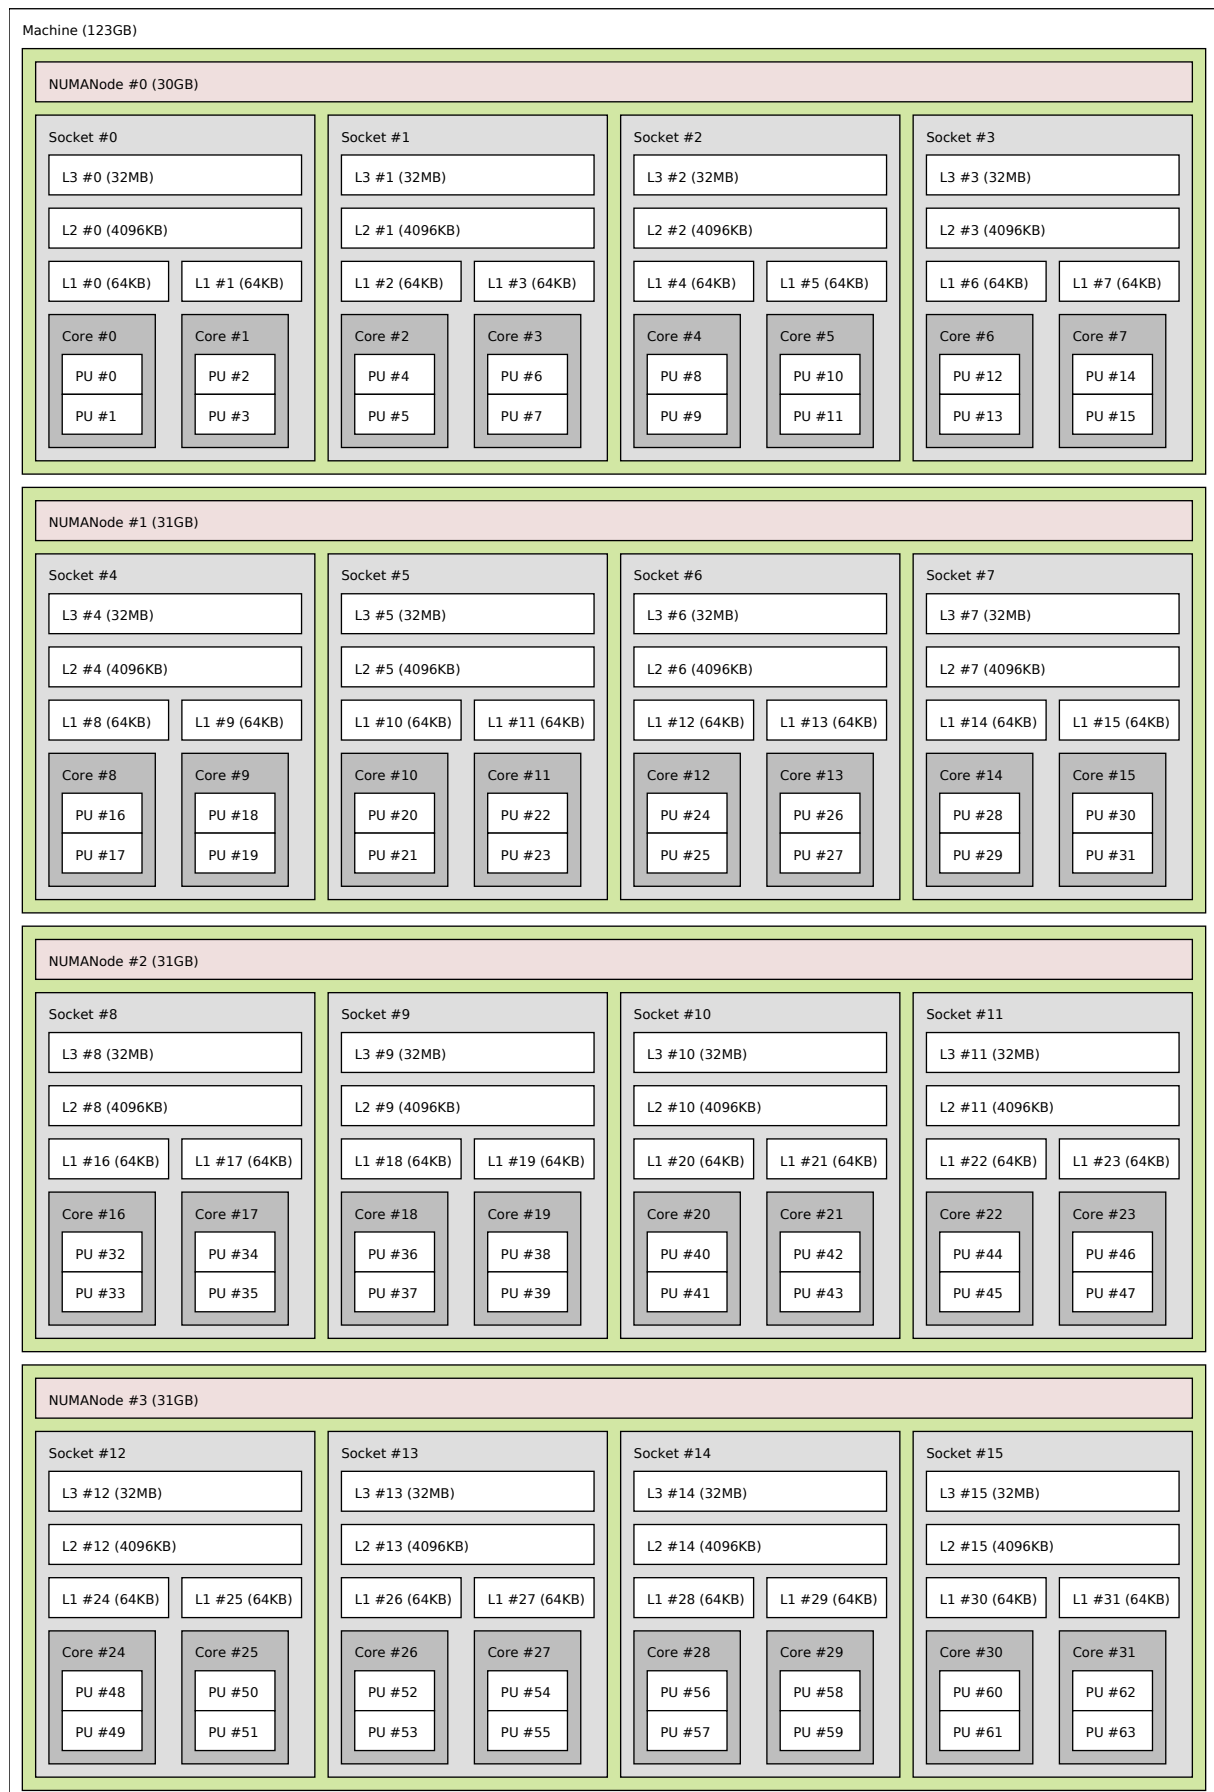 Machine (123GB)
NUMANode #0 (30GB)
Socket #0 Socket #1 Socket #2 Socket #3
L3 #0 (32MB) L3 #1 (32MB) L3 #2 (32MB) L3 #3 (32MB)
L2 #0 (4096KB) L2 #1 (4096KB) L2 #2 (4096KB) L2 #3 (4096KB)
L1 #0 (64KB) L1 #1 (64KB) L1 #2 (64KB) L1 #3 (64KB) L1 #4 (64KB) L1 #5 (64KB) L1 #6 (64KB) L1 #7 (64KB)
Core #0 Core #1 Core #2 Core #3 Core #4 Core #5 Core #6 Core #7
PU #0 PU #2 PU #4 PU #6 PU #8 PU #10 PU #12 PU #14
PU #1 PU #3 PU #5 PU #7 PU #9 PU #11 PU #13 PU #15
NUMANode #1 (31GB)
Socket #4 Socket #5 Socket #6 Socket #7
L3 #4 (32MB) L3 #5 (32MB) L3 #6 (32MB) L3 #7 (32MB)
L2 #4 (4096KB) L2 #5 (4096KB) L2 #6 (4096KB) L2 #7 (4096KB)
L1 #8 (64KB) L1 #9 (64KB) L1 #10 (64KB) L1 #11 (64KB) L1 #12 (64KB) L1 #13 (64KB) L1 #14 (64KB) L1 #15 (64KB)
Core #8 Core #9 Core #10 Core #11 Core #12 Core #13 Core #14 Core #15
PU #16 PU #18 PU #20 PU #22 PU #24 PU #26 PU #28 PU #30
PU #17 PU #19 PU #21 PU #23 PU #25 PU #27 PU #29 PU #31
NUMANode #2 (31GB)
Socket #8 Socket #9 Socket #10 Socket #11
L3 #8 (32MB) L3 #9 (32MB) L3 #10 (32MB) L3 #11 (32MB)
L2 #8 (4096KB) L2 #9 (4096KB) L2 #10 (4096KB) L2 #11 (4096KB)
L1 #16 (64KB) L1 #17 (64KB) L1 #18 (64KB) L1 #19 (64KB) L1 #20 (64KB) L1 #21 (64KB) L1 #22 (64KB) L1 #23 (64KB)
Core #16 Core #17 Core #18 Core #19 Core #20 Core #21 Core #22 Core #23
PU #32 PU #34 PU #36 PU #38 PU #40 PU #42 PU #44 PU #46
PU #33 PU #35 PU #37 PU #39 PU #41 PU #43 PU #45 PU #47
NUMANode #3 (31GB)
Socket #12 Socket #13 Socket #14 Socket #15
L3 #12 (32MB) L3 #13 (32MB) L3 #14 (32MB) L3 #15 (32MB)
L2 #12 (4096KB) L2 #13 (4096KB) L2 #14 (4096KB) L2 #15 (4096KB)
L1 #24 (64KB) L1 #25 (64KB) L1 #26 (64KB) L1 #27 (64KB) L1 #28 (64KB) L1 #29 (64KB) L1 #30 (64KB) L1 #31 (64KB)
Core #24 Core #25 Core #26 Core #27 Core #28 Core #29 Core #30 Core #31
PU #48 PU #50 PU #52 PU #54 PU #56 PU #58 PU #60 PU #62
PU #49 PU #51 PU #53 PU #55 PU #57 PU #59 PU #61 PU #63